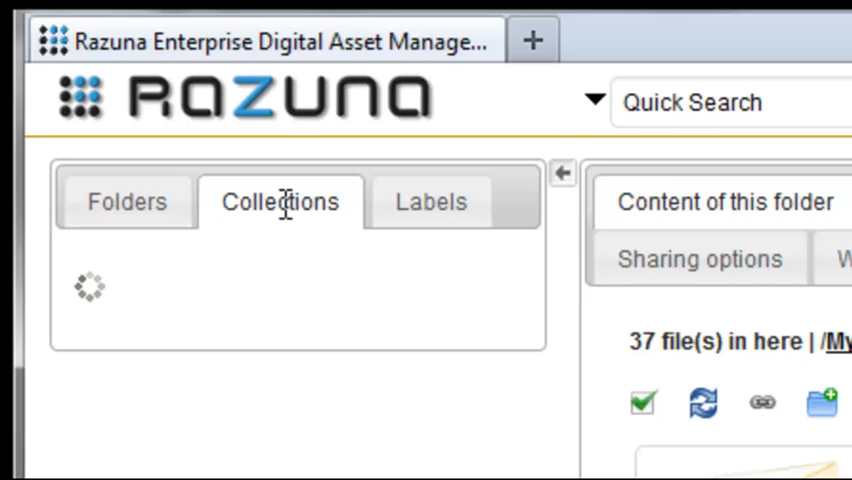 Razuna Enterprise Digital Asset Manage...
RAZUNA
Quick Search
Folders
Collections
Labels
Content of this folder
Sharing options
W
37 file(s) in here | /My